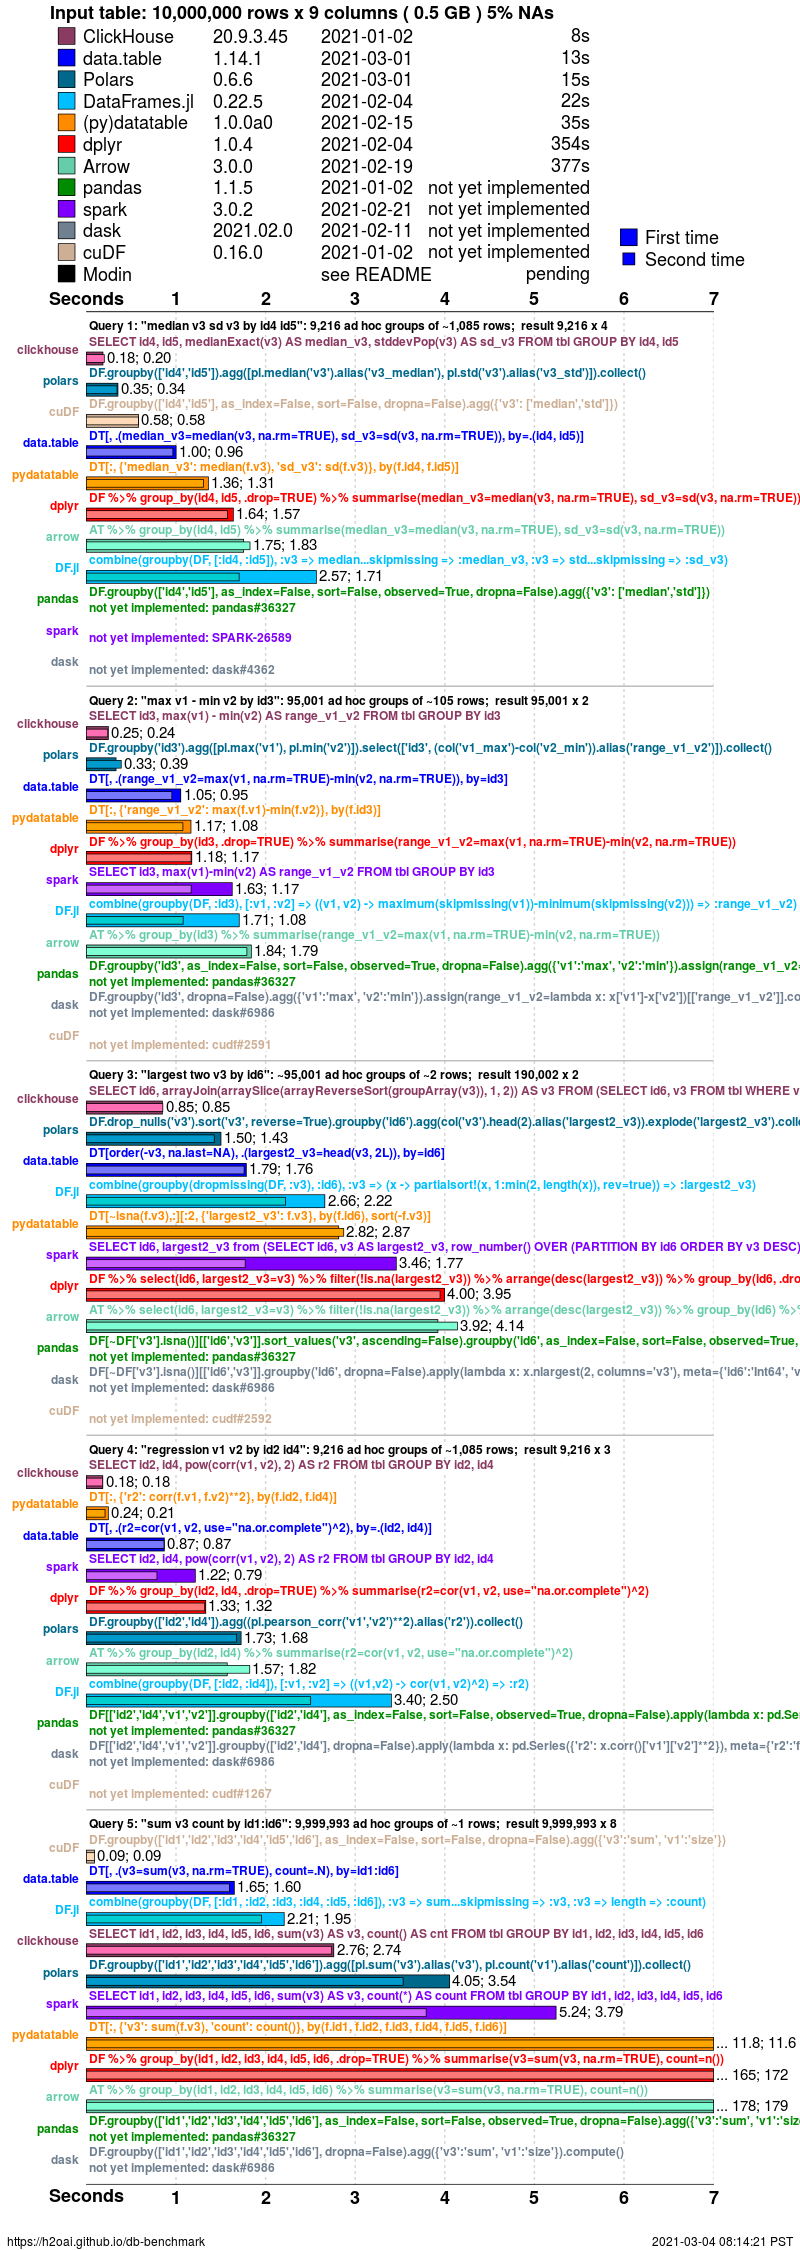 Input table: 10,000,000 rows x 9 columns ( 0.5 GB ) 5% NAs
ClickHouse 20.9.3.45 2021-01-02 8s
data.table 1.14.1 2021-03-01 13s
Polars 0.6.6 2021-03-01 15s
DataFrames.jl 0.22.5 2021-02-04 22s
(py)datatable 1.0.0a0 2021-02-15 35s
dplyr 1.0.4 2021-02-04 354s
Arrow 3.0.0 2021-02-19 377s
pandas 1.1.5 2021-01-02 not yet implemented
spark 3.0.2 2021-02-21 not yet implemented
dask 2021.02.0 2021-02-11 not yet implemented
cuDF 0.16.0 2021-01-02 not yet implemented
Modin see README pending
First time
Second time
Seconds 1 2 3 4 5 6 7
Query 1: "median v3 sd v3 by id4 id5": 9,216 ad hoc groups of ~1,085 rows; result 9,216 x 4
SELECT id4, id5, medianExact(v3) AS median_v3, stddevPop(v3) AS sd_v3 FROM tbl GROUP BY id4, id5
clickhouse 0.18; 0.20
DF.groupby(['id4','id5']).agg([pl.median('v3').alias('v3_median'), pl.std('v3').alias('v3_std')]).collect()
polars 0.35; 0.34
DF.groupby(['id4','id5'], as_index=False, sort=False, dropna=False).agg({'v3': ['median','std']})
cuDF 0.58; 0.58
DT[, .(median_v3=median(v3, na.rm=TRUE), sd_v3=sd(v3, na.rm=TRUE)), by=.(id4, id5)]
data.table 1.00; 0.96
DT[:, {'median_v3': median(f.v3), 'sd_v3': sd(f.v3)}, by(f.id4, f.id5)]
pydatatable 1.36; 1.31
DF %>% group_by(id4, id5, .drop=TRUE) %>% summarise(median_v3=median(v3, na.rm=TRUE), sd_v3=sd(v3, na.rm=TRUE))
dplyr 1.64; 1.57
AT %>% group_by(id4, id5) %>% summarise(median_v3=median(v3, na.rm=TRUE), sd_v3=sd(v3, na.rm=TRUE))
arrow 1.75; 1.83
combine(groupby(DF, [:id4, :id5]), :v3 => median...skipmissing => :median_v3, :v3 => std...skipmissing => :sd_v3)
DF.jl 2.57; 1.71
DF.groupby(['id4','id5'], as_index=False, sort=False, observed=True, dropna=False).agg({'v3': ['median','std']})
pandas not yet implemented: pandas#36327
spark not yet implemented: SPARK-26589
dask not yet implemented: dask#4362
Query 2: "max v1 - min v2 by id3": 95,001 ad hoc groups of ~105 rows; result 95,001 x 2
SELECT id3, max(v1) - min(v2) AS range_v1_v2 FROM tbl GROUP BY id3
clickhouse 0.25; 0.24
DF.groupby('id3').agg([pl.max('v1'), pl.min('v2')]).select(['id3', (col('v1_max')-col('v2_min')).alias('range_v1_v2')]).collect()
polars 0.33; 0.39
DT[, .(range_v1_v2=max(v1, na.rm=TRUE)-min(v2, na.rm=TRUE)), by=id3]
data.table 1.05; 0.95
DT[:, {'range_v1_v2': max(f.v1)-min(f.v2)}, by(f.id3)]
pydatatable 1.17; 1.08
DF %>% group_by(id3, .drop=TRUE) %>% summarise(range_v1_v2=max(v1, na.rm=TRUE)-min(v2, na.rm=TRUE))
dplyr 1.18; 1.17
SELECT id3, max(v1)-min(v2) AS range_v1_v2 FROM tbl GROUP BY id3
spark 1.63; 1.17
combine(groupby(DF, :id3), [:v1, :v2] => ((v1, v2) -> maximum(skipmissing(v1))-minimum(skipmissing(v2))) => :range_v1_v2)
DF.jl 1.71; 1.08
AT %>% group_by(id3) %>% summarise(range_v1_v2=max(v1, na.rm=TRUE)-min(v2, na.rm=TRUE))
arrow 1.84; 1.79
DF.groupby('id3', as_index=False, sort=False, observed=True, dropna=False).agg({'v1':'max', 'v2':'min'}).assign(range_v1_v2=
pandas not yet implemented: pandas#36327
DF.groupby('id3', dropna=False).agg({'v1':'max', 'v2':'min'}).assign(range_v1_v2=lambda x: x['v1']-x['v2'])[['range_v1_v2']].co
dask not yet implemented: dask#6986
cuDF not yet implemented: cudf#2591
Query 3: "largest two v3 by id6": ~95,001 ad hoc groups of ~2 rows; result 190,002 x 2
SELECT id6, arrayJoin(arraySlice(arrayReverseSort(groupArray(v3)), 1, 2)) AS v3 FROM (SELECT id6, v3 FROM tbl WHERE v
clickhouse 0.85; 0.85
DF.drop_nulls('v3').sort('v3', reverse=True).groupby('id6').agg(col('v3').head(2).alias('largest2_v3')).explode('largest2_v3').colle
polars 1.50; 1.43
DT[order(-v3, na.last=NA), .(largest2_v3=head(v3, 2L)), by=id6]
data.table 1.79; 1.76
combine(groupby(dropmissing(DF, :v3), :id6), :v3 => (x -> partialsort!(x, 1:min(2, length(x)), rev=true)) => :largest2_v3)
DF.jl 2.66; 2.22
DT[~isna(f.v3),:][:2, {'largest2_v3': f.v3}, by(f.id6), sort(-f.v3)]
pydatatable 2.82; 2.87
SELECT id6, largest2_v3 from (SELECT id6, v3 AS largest2_v3, row_number() OVER (PARTITION BY id6 ORDER BY v3 DESC)
spark 3.46; 1.77
DF %>% select(id6, largest2_v3=v3) %>% filter(!is.na(largest2_v3)) %>% arrange(desc(largest2_v3)) %>% group_by(id6, .dro
dplyr 4.00; 3.95
AT %>% select(id6, largest2_v3=v3) %>% filter(!is.na(largest2_v3)) %>% arrange(desc(largest2_v3)) %>% group_by(id6) %>%
arrow 3.92; 4.14
DF[~DF['v3'].isna()][['id6','v3']].sort_values('v3', ascending=False).groupby('id6', as_index=False, sort=False, observed=True,
pandas not yet implemented: pandas#36327
DF[~DF['v3'].isna()][['id6','v3']].groupby('id6', dropna=False).apply(lambda x: x.nlargest(2, columns='v3'), meta={'id6':'Int64', 'v
dask not yet implemented: dask#6986
cuDF not yet implemented: cudf#2592
Query 4: "regression v1 v2 by id2 id4": 9,216 ad hoc groups of ~1,085 rows; result 9,216 x 3
SELECT id2, id4, pow(corr(v1, v2), 2) AS r2 FROM tbl GROUP BY id2, id4
clickhouse 0.18; 0.18
DT[:, {'r2': corr(f.v1, f.v2)**2}, by(f.id2, f.id4)]
pydatatable 0.24; 0.21
DT[, .(r2=cor(v1, v2, use="na.or.complete")^2), by=.(id2, id4)]
data.table 0.87; 0.87
SELECT id2, id4, pow(corr(v1, v2), 2) AS r2 FROM tbl GROUP BY id2, id4
spark 1.22; 0.79
DF %>% group_by(id2, id4, .drop=TRUE) %>% summarise(r2=cor(v1, v2, use="na.or.complete")^2)
dplyr 1.33; 1.32
DF.groupby(['id2','id4']).agg((pl.pearson_corr('v1','v2')**2).alias('r2')).collect()
polars 1.73; 1.68
AT %>% group_by(id2, id4) %>% summarise(r2=cor(v1, v2, use="na.or.complete")^2)
arrow 1.57; 1.82
combine(groupby(DF, [:id2, :id4]), [:v1, :v2] => ((v1,v2) -> cor(v1, v2)^2) => :r2)
DF.jl 3.40; 2.50
DF[['id2','id4','v1','v2']].groupby(['id2','id4'], as_index=False, sort=False, observed=True, dropna=False).apply(lambda x: pd.Se
pandas not yet implemented: pandas#36327
DF[['id2','id4','v1','v2']].groupby(['id2','id4'], dropna=False).apply(lambda x: pd.Series({'r2': x.corr()['v1']['v2']**2}), meta={'r2':'f
dask not yet implemented: dask#6986
cuDF not yet implemented: cudf#1267
Query 5: "sum v3 count by id1:id6": 9,999,993 ad hoc groups of ~1 rows; result 9,999,993 x 8
DF.groupby(['id1','id2','id3','id4','id5','id6'], as_index=False, sort=False, dropna=False).agg({'v3':'sum', 'v1':'size'})
cuDF 0.09; 0.09
DT[, .(v3=sum(v3, na.rm=TRUE), count=.N), by=id1:id6]
data.table 1.65; 1.60
combine(groupby(DF, [:id1, :id2, :id3, :id4, :id5, :id6]), :v3 => sum...skipmissing => :v3, :v3 => length => :count)
DF.jl 2.21; 1.95
SELECT id1, id2, id3, id4, id5, id6, sum(v3) AS v3, count() AS cnt FROM tbl GROUP BY id1, id2, id3, id4, id5, id6
clickhouse 2.76; 2.74
DF.groupby(['id1','id2','id3','id4','id5','id6']).agg([pl.sum('v3').alias('v3'), pl.count('v1').alias('count')]).collect()
polars 4.05; 3.54
SELECT id1, id2, id3, id4, id5, id6, sum(v3) AS v3, count(*) AS count FROM tbl GROUP BY id1, id2, id3, id4, id5, id6
spark 5.24; 3.79
DT[:, {'v3': sum(f.v3), 'count': count()}, by(f.id1, f.id2, f.id3, f.id4, f.id5, f.id6)]
pydatatable ... 11.8; 11.6
DF %>% group_by(id1, id2, id3, id4, id5, id6, .drop=TRUE) %>% summarise(v3=sum(v3, na.rm=TRUE), count=n())
dplyr ... 165; 172
AT %>% group_by(id1, id2, id3, id4, id5, id6) %>% summarise(v3=sum(v3, na.rm=TRUE), count=n())
arrow ... 178; 179
DF.groupby(['id1','id2','id3','id4','id5','id6'], as_index=False, sort=False, observed=True, dropna=False).agg({'v3':'sum', 'v1':'size
pandas not yet implemented: pandas#36327
DF.groupby(['id1','id2','id3','id4','id5','id6'], dropna=False).agg({'v3':'sum', 'v1':'size'}).compute()
dask not yet implemented: dask#6986
Seconds 1 2 3 4 5 6 7
https://h2oai.github.io/db-benchmark 2021-03-04 08:14:21 PST